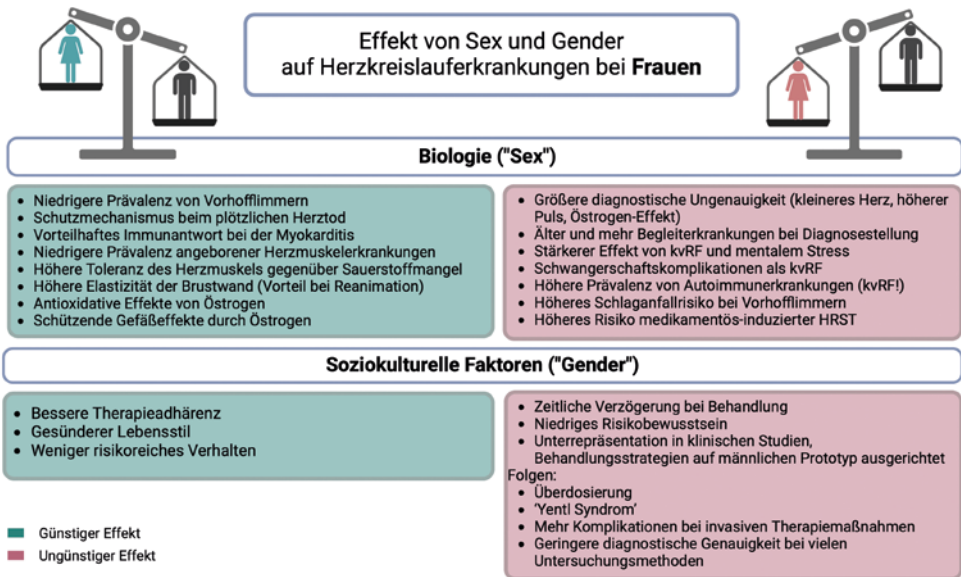 Effekt von Sex und Gender
auf Herzkreislauferkrankungen bei Frauen
Biologie ("Sex")
• Niedrigere Prävalenz von Vorhofflimmern
• Schutzmechanismus beim plötzlichen Herztod
• Vorteilhaftes Immunantwort bei der Myokarditis
• Niedrigere Prävalenz angeborener Herzmuskelerkrankungen
• Höhere Toleranz des Herzmuskels gegenüber Sauerstoffmangel
• Höhere Elastizität der Brustwand (Vorteil bei Reanimation)
• Antioxidative Effekte von Östrogen
• Schützende Gefäßeffekte durch Östrogen
• Größere diagnostische Ungenauigkeit (kleineres Herz, höherer
Puls, Östrogen-Effekt)
• Älter und mehr Begleiterkrankungen bei Diagnosestellung
• Stärkerer Effekt von kvRF und mentalem Stress
• Schwangerschaftskomplikationen als kvRF
• Höhere Prävalenz von Autoimmunerkrankungen (kvRF!)
• Höheres Schlaganfallrisiko bei Vorhofflimmern
• Höheres Risiko medikamentös-induzierter HRST
Soziokulturelle Faktoren ("Gender")
• Bessere Therapieadhärenz
• Gesünderer Lebensstil
• Weniger risikoreiches Verhalten
• Zeitliche Verzögerung bei Behandlung
• Niedriges Risikobewusstsein
• Unterrepräsentation in klinischen Studien,
Behandlungsstrategien auf männlichen Prototyp ausgerichtet
Folgen:
• Überdosierung
• ‘Yentl Syndrom’
• Mehr Komplikationen bei invasiven Therapiemaßnahmen
• Geringere diagnostische Genauigkeit bei vielen
Untersuchungsmethoden
Günstiger Effekt
Ungünstiger Effekt